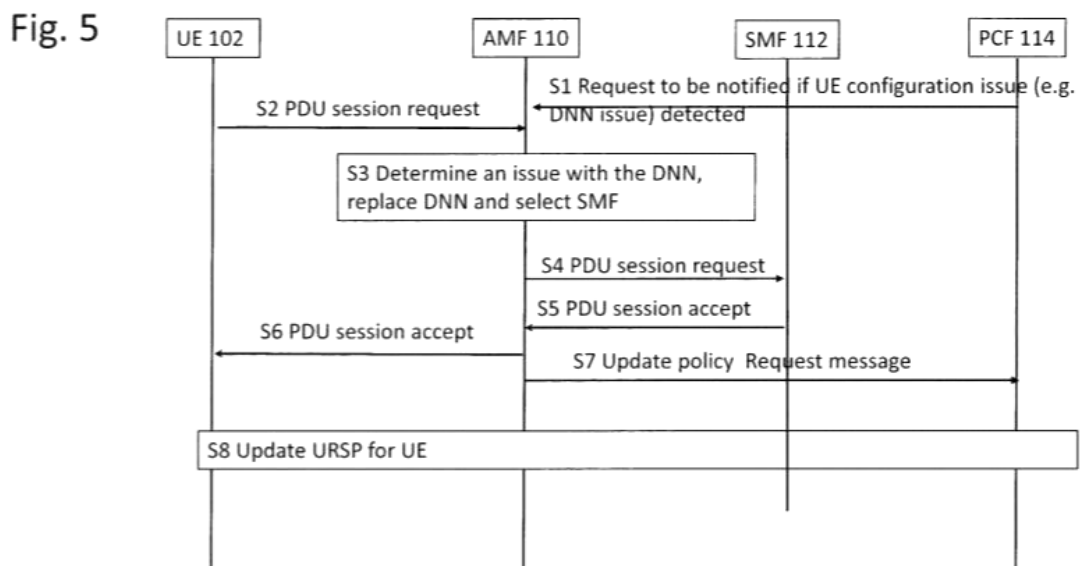 Fig. 5
UE 102
AMF 110
SMF 112
PCF 114
S1 Request to be notified if UE configuration issue (e.g.
DNN issue) detected
S2 PDU session request
S3 Determine an issue with the DNN,
replace DNN and select SMF
S4 PDU session request
S5 PDU session accept
S6 PDU session accept
S7 Update policy Request message
S8 Update URSP for UE